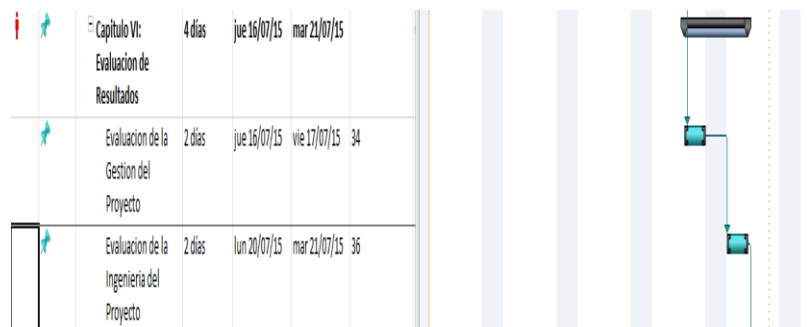 Capitulo VI: 4 días jue 16/07/15 mar 21/07/15
Evaluacion de
Resultados
Evaluacion de la 2 días jue 16/07/15 vie 17/07/15 34
Gestion del
Proyecto
Evaluacion de la 2 días lun 20/07/15 mar 21/07/15 36
Ingenieria del
Proyecto